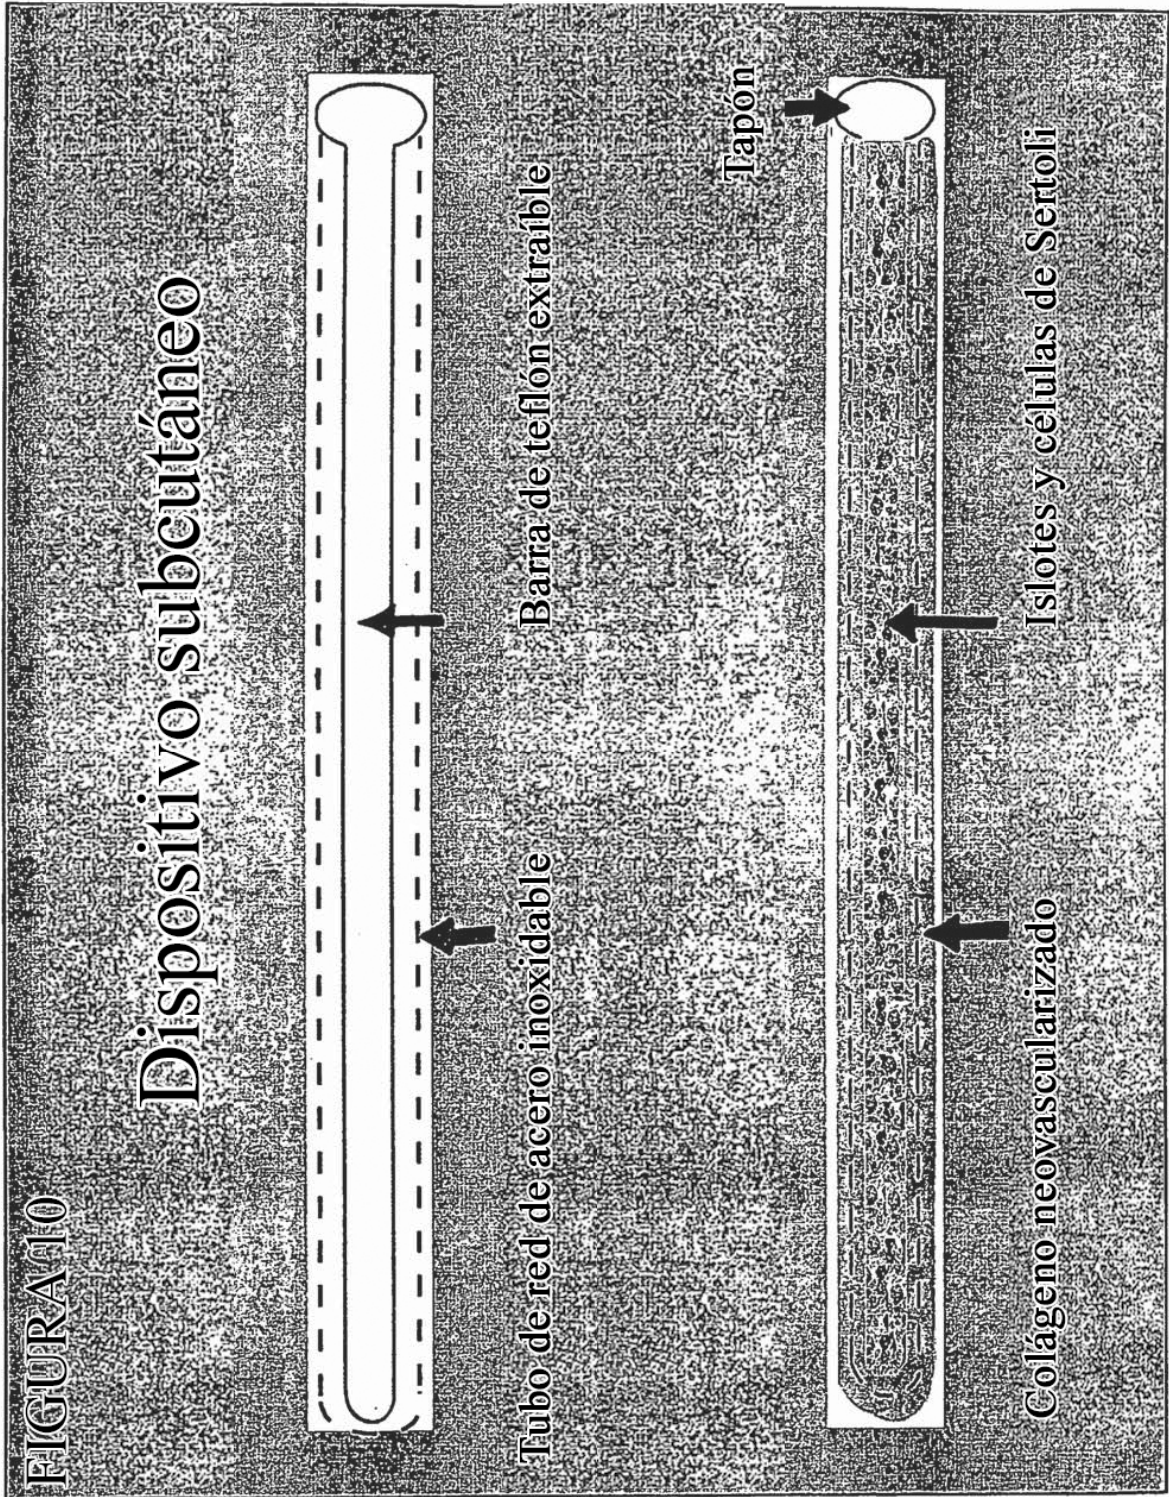 FIGURA 10
Dispositivo subcutáneo
Tubo de red de acero inoxidable
Barra de teflón extraíble
Tapón
Colágeno neovascularizado
Islotes y células de Sertoli